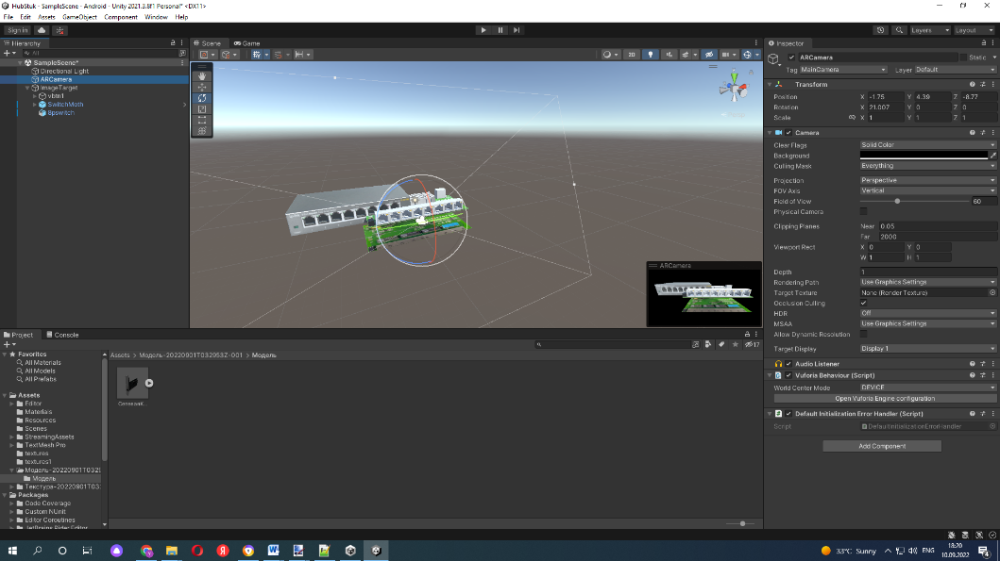 HubStuk - SampleScene - Android - Unity 2021.3.8f1 Personal* <DX11>
File Edit Assets GameObject Component Window Help
Sign in
Layers
Layout
Hierarchy
All
SampleScene*
Directional Light
ARCamera
ImageTarget
vbtn1
SwitchMoth
8pswitch
Scene Game
2D
Persp
ARCamera
Inspector
ARCamera Static
Tag MainCamera Layer Default
Transform
Position X -1.75 Y 4.39 Z -8.77
Rotation X 21.007 Y 0 Z 0
Scale X 1 Y 1 Z 1
Camera
Clear Flags Solid Color
Background
Culling Mask Everything
Projection Perspective
FOV Axis Vertical
Field of View 60
Physical Camera
Clipping Planes Near 0.05
Far 2000
Viewport Rect X 0 Y 0
W 1 H 1
Depth 1
Rendering Path Use Graphics Settings
Target Texture None (Render Texture)
Occlusion Culling
HDR Off
MSAA Use Graphics Settings
Allow Dynamic Resolution
Target Display Display 1
Audio Listener
Vuforia Behaviour (Script)
World Center Mode DEVICE
Open Vuforia Engine configuration
Default Initialization Error Handler (Script)
Script DefaultInitializationErrorHandler
Add Component
Project Console
17
Favorites
All Materials
All Models
All Prefabs
Assets
Editor
Materials
Resources
Scenes
StreamingAssets
TextMesh Pro
textures
textures1
Модель-20220901T03295
Модель
Текстура-20220901T03
Packages
Code Coverage
Custom NUnit
Editor Coroutines
JetBrains Rider Editor
Assets > Модель-20220901T032953Z-001 > Модель
33°C Sunny
ENG
18:20
10.09.2022
4